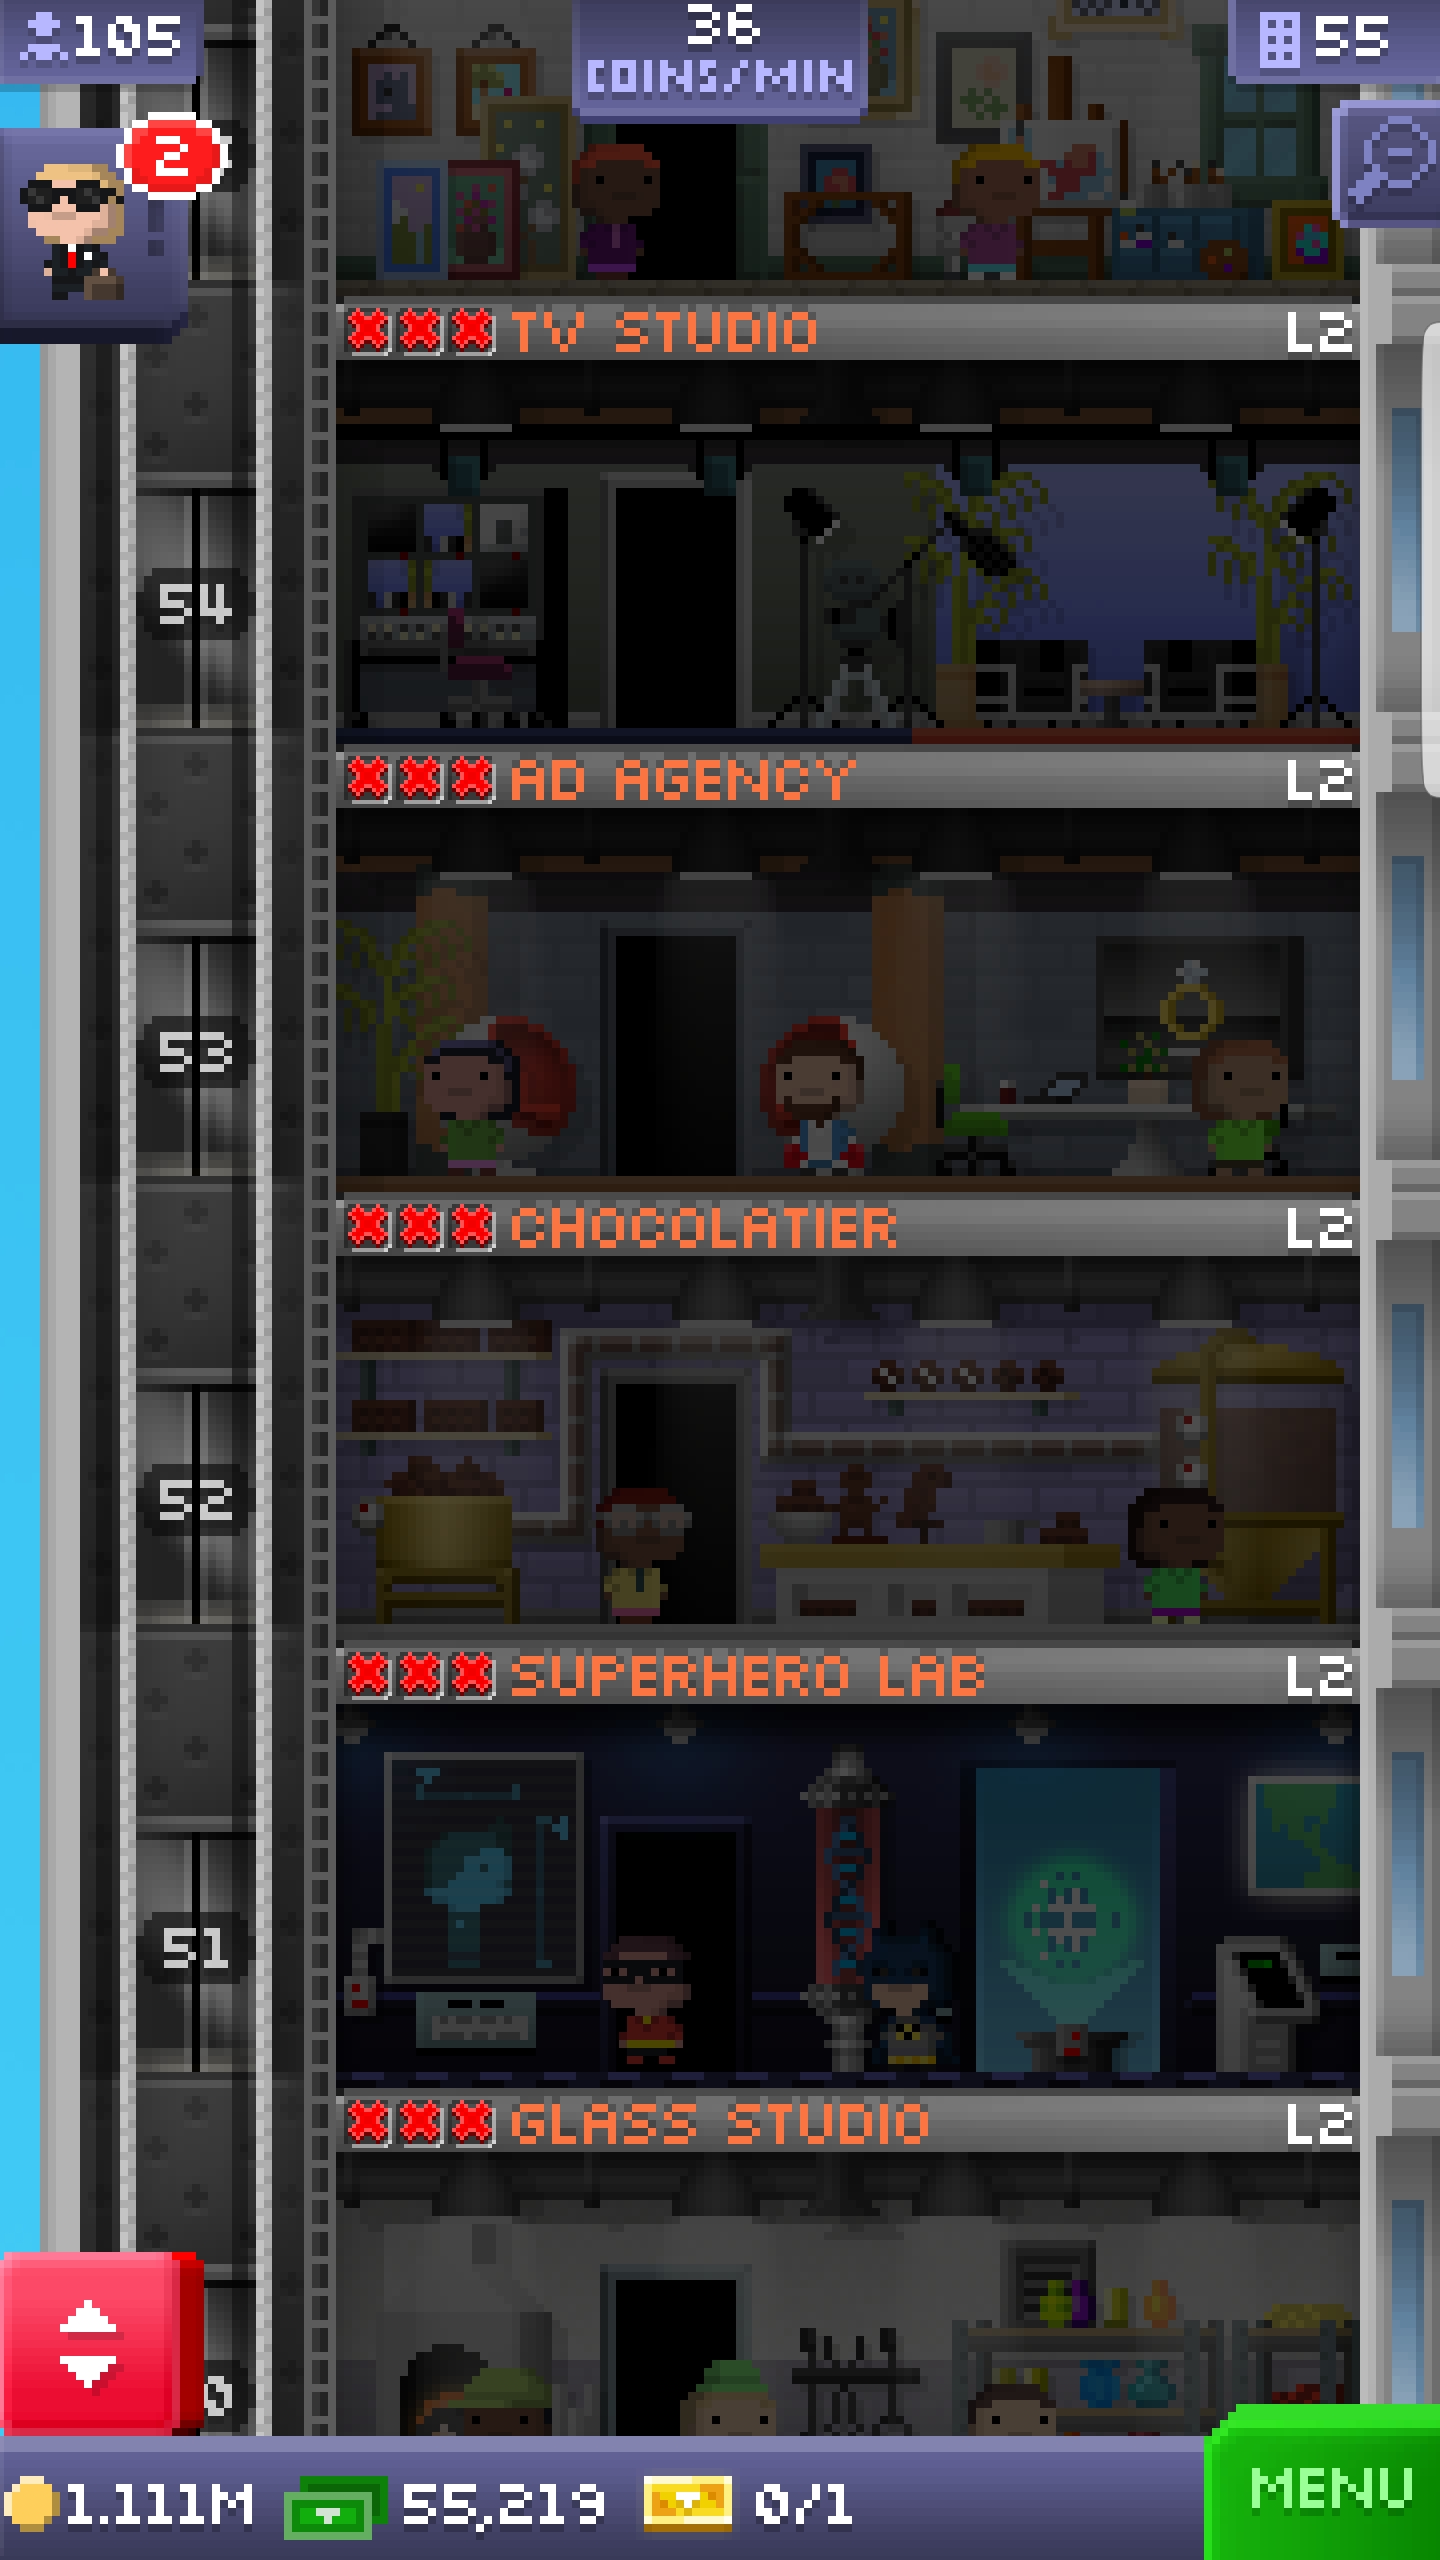 105
36
COINS/MIN
55
2
TV STUDIO L2
54
AD AGENCY L2
53
CHOCOLATIER L2
52
SUPERHERO LAB L2
51
GLASS STUDIO L2
0
1.111M 55,219 0/1
MENU